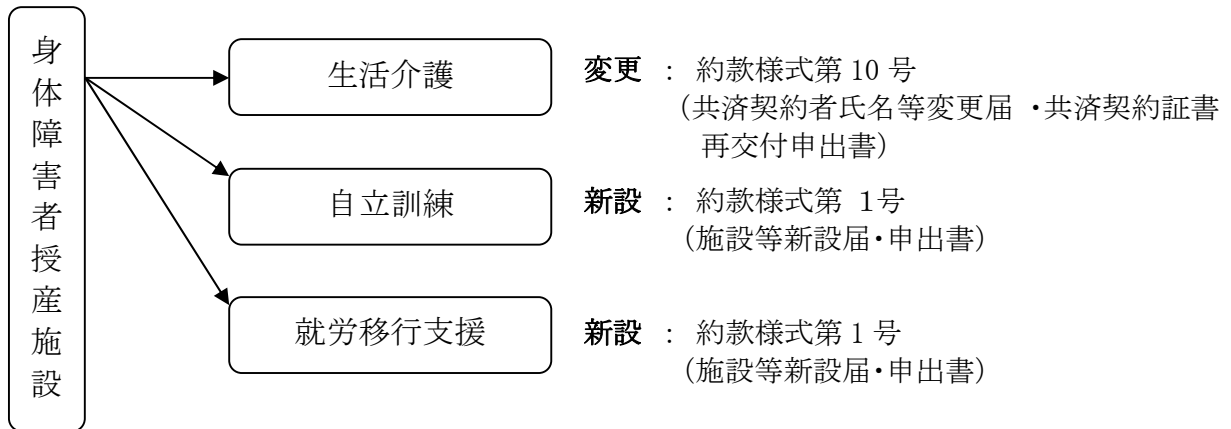 身体障害者授産施設
生活介護
変更 : 約款様式第 10 号
(共済契約者氏名等変更届 ・共済契約証書
再交付申出書)
自立訓練
新設 : 約款様式第 1号
(施設等新設届・申出書)
就労移行支援
新設 : 約款様式第 1 号
(施設等新設届・申出書)